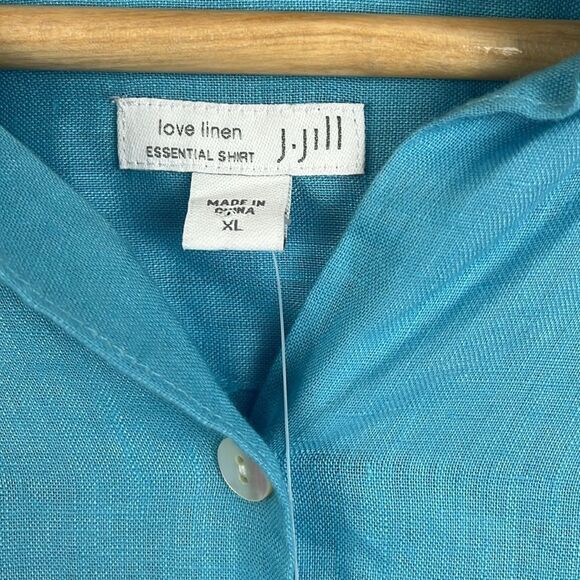 love linen
ESSENTIAL SHIRT
J.Jill
MADE IN
CHINA
XL